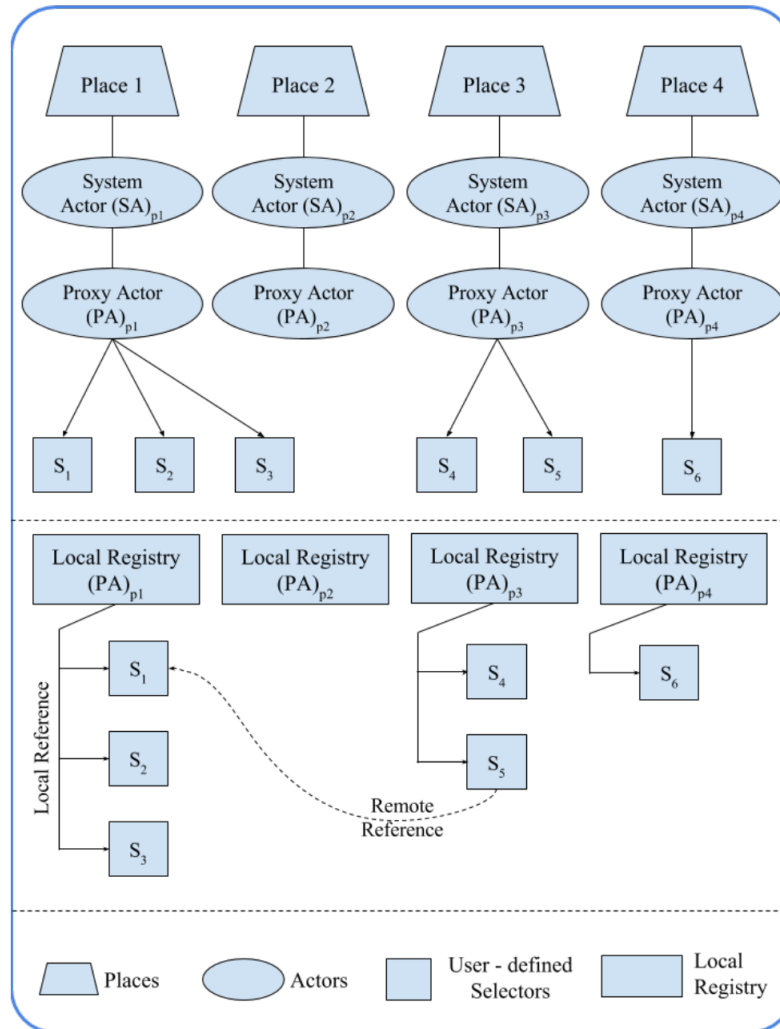 Place 1
Place 2
Place 3
Place 4
System
Actor (SA)p1
System
Actor (SA)p2
System
Actor (SA)p3
System
Actor (SA)p4
Proxy Actor
(PA)p1
Proxy Actor
(PA)p2
Proxy Actor
(PA)p3
Proxy Actor
(PA)p4
S1
S2
S3
S4
S5
S6
Local Registry
(PA)p1
Local Registry
(PA)p2
Local Registry
(PA)p3
Local Registry
(PA)p4
Local Reference
S1
S2
S3
S4
S5
S6
Remote
Reference
Places
Actors
User - defined
Selectors
Local
Registry